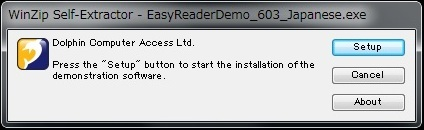 WinZip Self-Extractor - EasyReaderDemo_603_Japanese.exe
Dolphin Computer Access Ltd.
Setup
Press the "Setup" button to start the installation of the
demonstration software.
Cancel
About